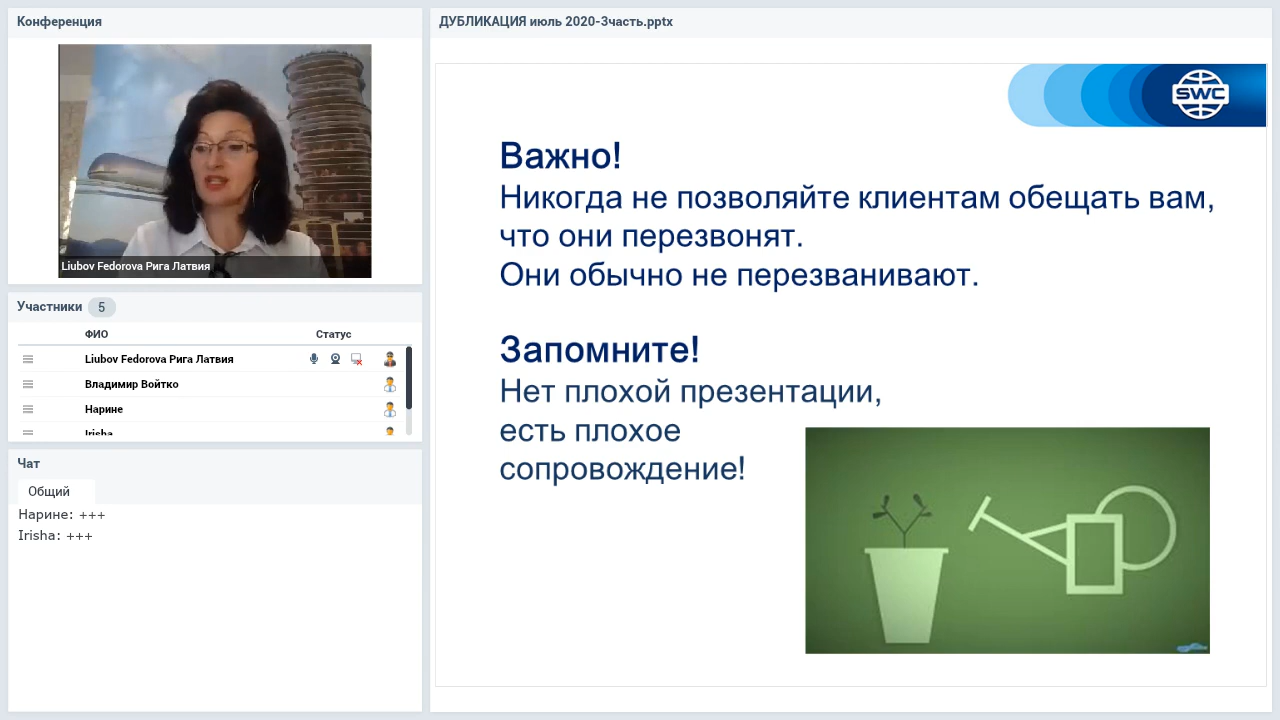 Конференция
Liubov Fedorova Рига Латвия
Участники 5
ФИО Статус
Liubov Fedorova Рига Латвия
Владимир Войтко
Нарине
Irisha
Чат
Общий
Нарине: +++
Irisha: +++
ДУБЛИКАЦИЯ июль 2020-3часть.pptx
SWC
Важно!
Никогда не позволяйте клиентам обещать вам,
что они перезвонят.
Они обычно не перезванивают.
Запомните!
Нет плохой презентации,
есть плохое
сопровождение!